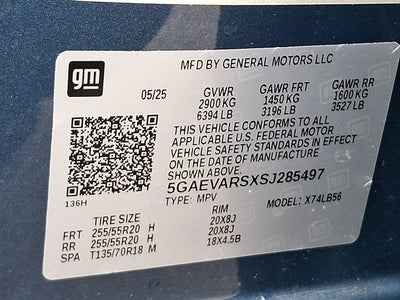 gm
MFD BY GENERAL MOTORS LLC
05/25 GVWR GAWR FRT GAWR RR
2900 KG 1450 KG 1600 KG
6394 LB 3196 LB 3527 LB
THIS VEHICLE CONFORMS TO ALL
APPLICABLE U.S. FEDERAL MOTOR
VEHICLE SAFETY STANDARDS IN EFFECT
ON THE DATE OF MANUFACTURE
SHOWN ABOVE.
5GAEVARSXSJ285497
136H TYPE: MPV MODEL: X74LB56
TIRE SIZE RIM
FRT 255/55R20 H 20X8J
RR 255/55R20 H 20X8J
SPA T135/70R18 M 18X4.5B